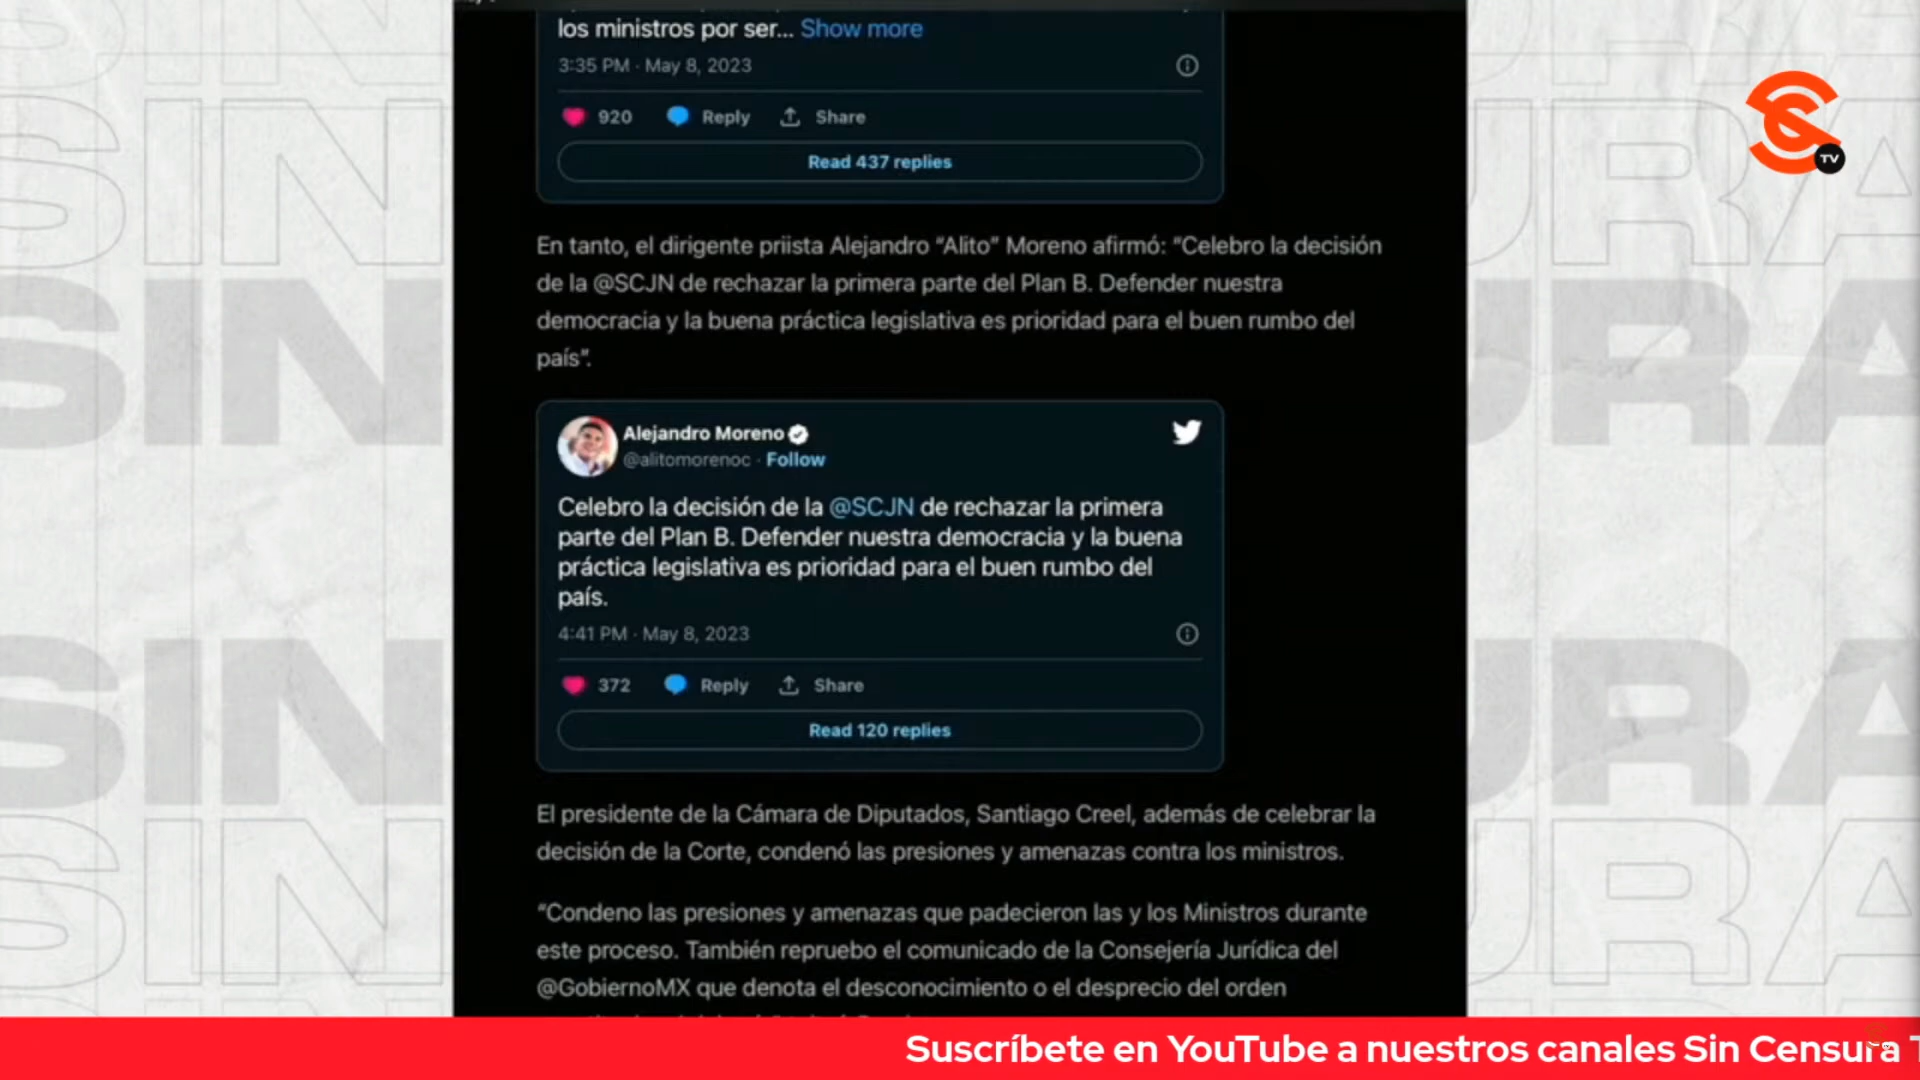 los ministros por ser... Show more
3:35 PM · May 8, 2023
920 Reply Share
Read 437 replies
En tanto, el dirigente priista Alejandro “Alito” Moreno afirmó: “Celebro la decisión
de la @SCJN de rechazar la primera parte del Plan B. Defender nuestra
democracia y la buena práctica legislativa es prioridad para el buen rumbo del
país”.
Alejandro Moreno
@alitomorenoc · Follow
Celebro la decisión de la @SCJN de rechazar la primera
parte del Plan B. Defender nuestra democracia y la buena
práctica legislativa es prioridad para el buen rumbo del
país.
4:41 PM · May 8, 2023
372 Reply Share
Read 120 replies
El presidente de la Cámara de Diputados, Santiago Creel, además de celebrar la
decisión de la Corte, condenó las presiones y amenazas contra los ministros.
“Condeno las presiones y amenazas que padecieron las y los Ministros durante
este proceso. También repruebo el comunicado de la Consejería Jurídica del
@GobiernoMX que denota el desconocimiento o el desprecio del orden
Suscríbete en YouTube a nuestros canales Sin Censura T
TV
SIN
SIN
SIN
SIN
URA
URA
URA
URA